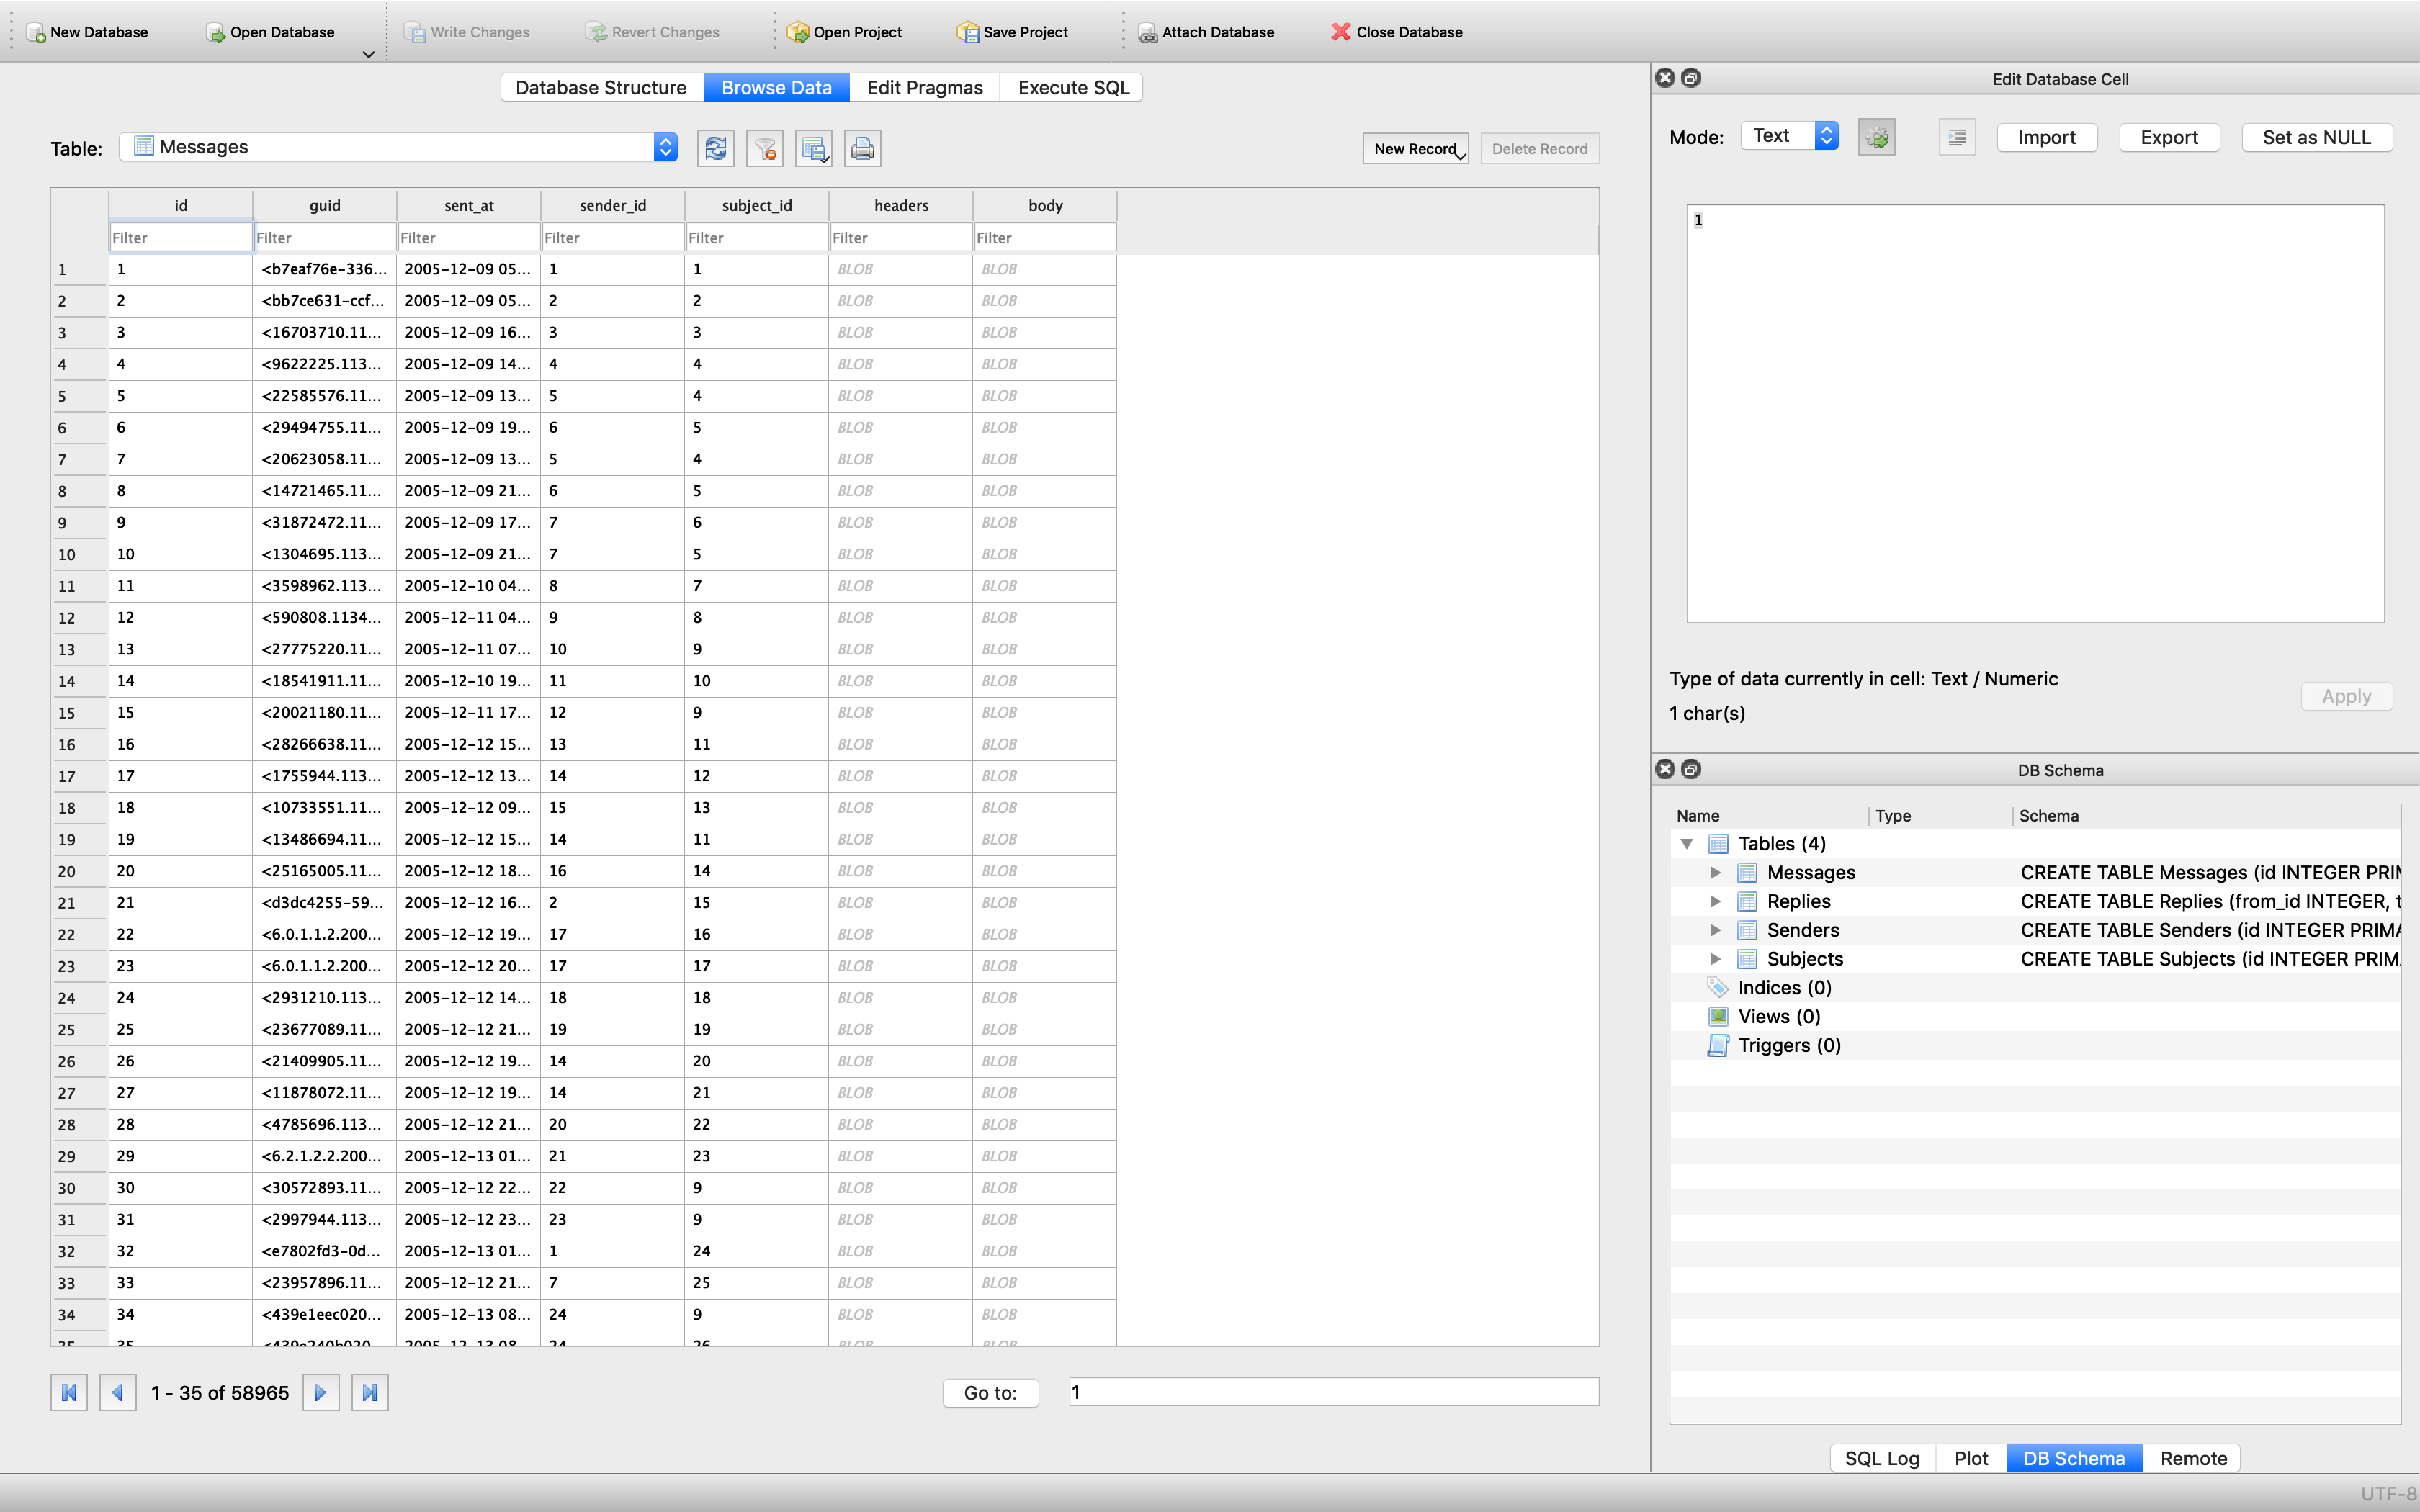 New Database Open Database Write Changes Revert Changes Open Project Save Project Attach Database Close Database
Database Structure Browse Data Edit Pragmas Execute SQL
Table: Messages New Record Delete Record
id guid sent_at sender_id subject_id headers body
Filter Filter Filter Filter Filter Filter Filter
1 1 <b7eaf76e-336... 2005-12-09 05... 1 1 BLOB BLOB
2 2 <bb7ce631-ccf... 2005-12-09 05... 2 2 BLOB BLOB
3 3 <16703710.11... 2005-12-09 16... 3 3 BLOB BLOB
4 4 <9622225.113... 2005-12-09 14... 4 4 BLOB BLOB
5 5 <22585576.11... 2005-12-09 13... 5 4 BLOB BLOB
6 6 <29494755.11... 2005-12-09 19... 6 5 BLOB BLOB
7 7 <20623058.11... 2005-12-09 13... 5 4 BLOB BLOB
8 8 <14721465.11... 2005-12-09 21... 6 5 BLOB BLOB
9 9 <31872472.11... 2005-12-09 17... 7 6 BLOB BLOB
10 10 <1304695.113... 2005-12-09 21... 7 5 BLOB BLOB
11 11 <3598962.113... 2005-12-10 04... 8 7 BLOB BLOB
12 12 <590808.1134... 2005-12-11 04... 9 8 BLOB BLOB
13 13 <27775220.11... 2005-12-11 07... 10 9 BLOB BLOB
14 14 <18541911.11... 2005-12-10 19... 11 10 BLOB BLOB
15 15 <20021180.11... 2005-12-11 17... 12 9 BLOB BLOB
16 16 <28266638.11... 2005-12-12 15... 13 11 BLOB BLOB
17 17 <1755944.113... 2005-12-12 13... 14 12 BLOB BLOB
18 18 <10733551.11... 2005-12-12 09... 15 13 BLOB BLOB
19 19 <13486694.11... 2005-12-12 15... 14 11 BLOB BLOB
20 20 <25165005.11... 2005-12-12 18... 16 14 BLOB BLOB
21 21 <d3dc4255-59... 2005-12-12 16... 2 15 BLOB BLOB
22 22 <6.0.1.1.2.200... 2005-12-12 19... 17 16 BLOB BLOB
23 23 <6.0.1.1.2.200... 2005-12-12 20... 17 17 BLOB BLOB
24 24 <2931210.113... 2005-12-12 14... 18 18 BLOB BLOB
25 25 <23677089.11... 2005-12-12 21... 19 19 BLOB BLOB
26 26 <21409905.11... 2005-12-12 19... 14 20 BLOB BLOB
27 27 <11878072.11... 2005-12-12 19... 14 21 BLOB BLOB
28 28 <4785696.113... 2005-12-12 21... 20 22 BLOB BLOB
29 29 <6.2.1.2.2.200... 2005-12-13 01... 21 23 BLOB BLOB
30 30 <30572893.11... 2005-12-12 22... 22 9 BLOB BLOB
31 31 <2997944.113... 2005-12-12 23... 23 9 BLOB BLOB
32 32 <e7802fd3-0d... 2005-12-13 01... 1 24 BLOB BLOB
33 33 <23957896.11... 2005-12-12 21... 7 25 BLOB BLOB
34 34 <439e1eec020... 2005-12-13 08... 24 9 BLOB BLOB
35 35 <439e240b020... 2005-12-13 08... 24 26 BLOB BLOB
1 - 35 of 58965 Go to: 1
Edit Database Cell
Mode: Text Import Export Set as NULL
1
Type of data currently in cell: Text / Numeric
1 char(s)
Apply
DB Schema
Name Type Schema
Tables (4)
Messages CREATE TABLE Messages (id INTEGER PRIM
Replies CREATE TABLE Replies (from_id INTEGER, t
Senders CREATE TABLE Senders (id INTEGER PRIMA
Subjects CREATE TABLE Subjects (id INTEGER PRIM
Indices (0)
Views (0)
Triggers (0)
SQL Log Plot DB Schema Remote
UTF-8